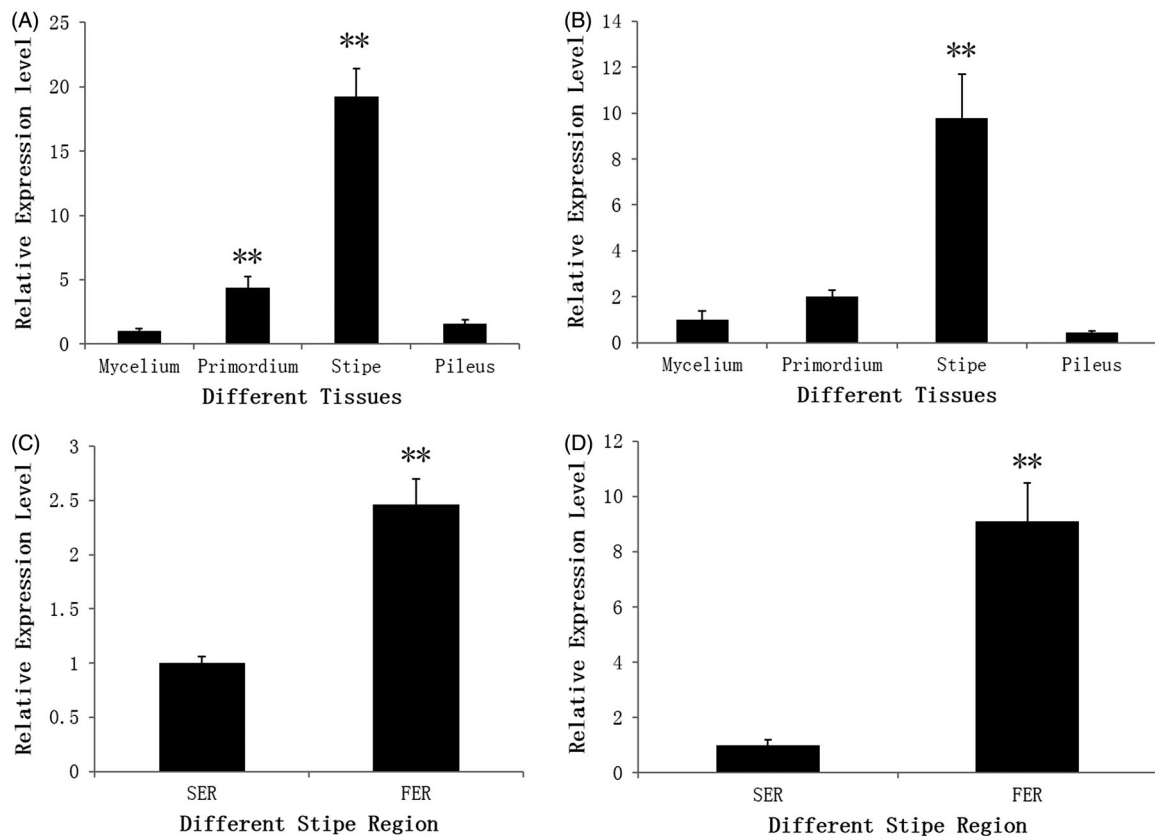 (A)
Relative Expression level
25
20
15
10
5
0
**
**
Mycelium Primordium Stipe Pileus
Different Tissues
(B)
Relative Expression Level
14
12
10
8
6
4
2
0
**
Mycelium Primordium Stipe Pileus
Different Tissues
(C)
Relative Expression Level
3
2.5
2
1.5
1
0.5
0
**
SER FER
Different Stipe Region
(D)
Relative Expression Level
12
10
8
6
4
2
0
**
SER FER
Different Stipe Region